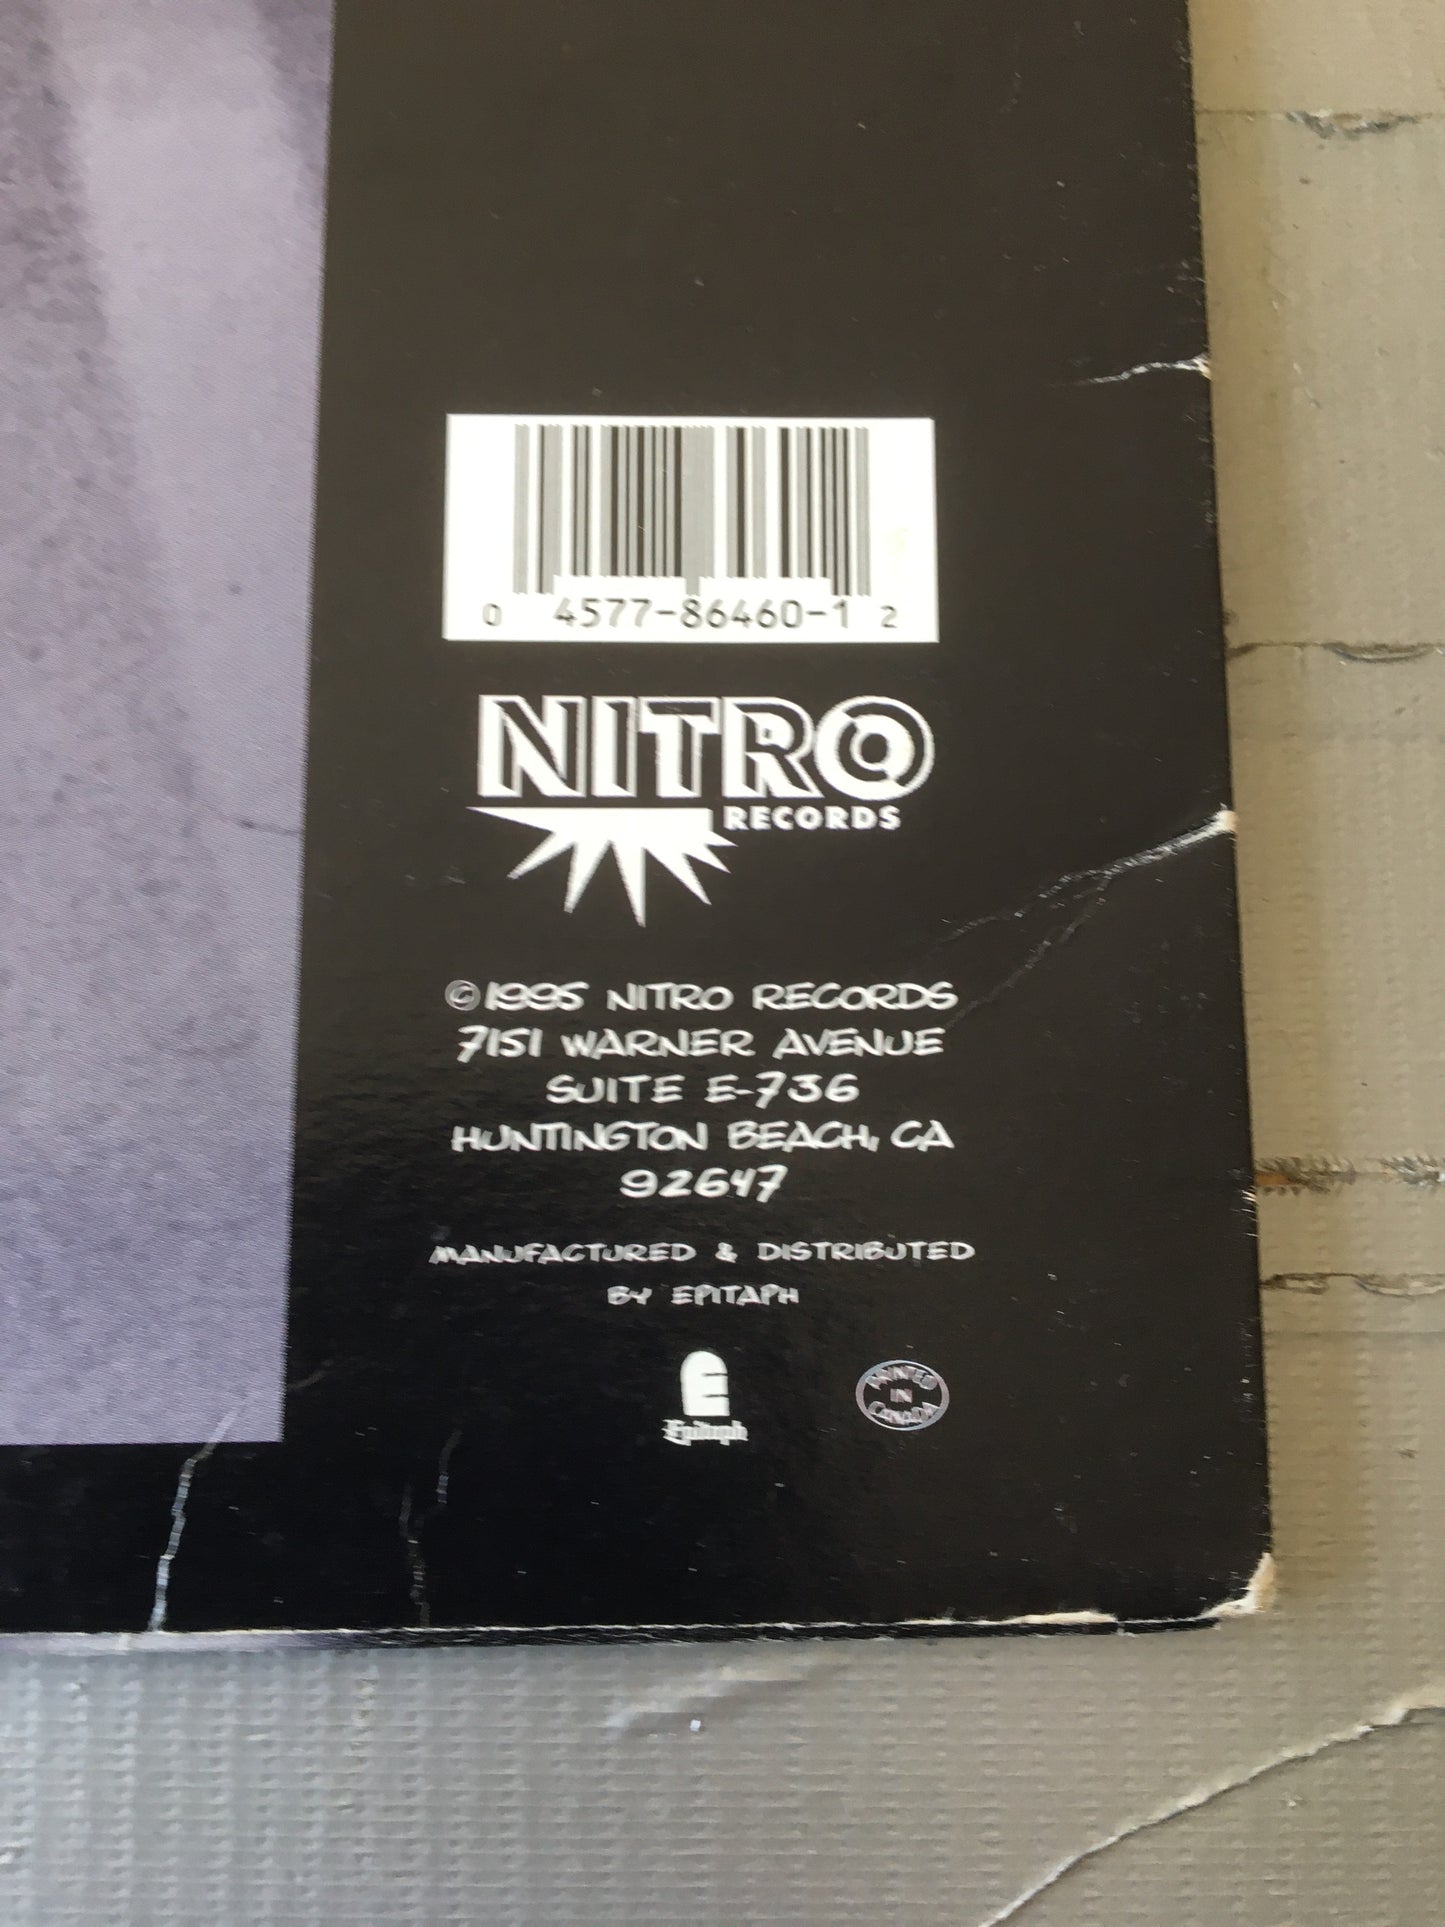 0 4577-86460-1 2
NITRO
RECORDS
©1995 NITRO RECORDS
7151 WARNER AVENUE
SUITE E-736
HUNTINGTON BEACH, CA
92647
MANUFACTURED & DISTRIBUTED
BY EPITAPH
E
Epitaph
PRINTED
IN
CANADA